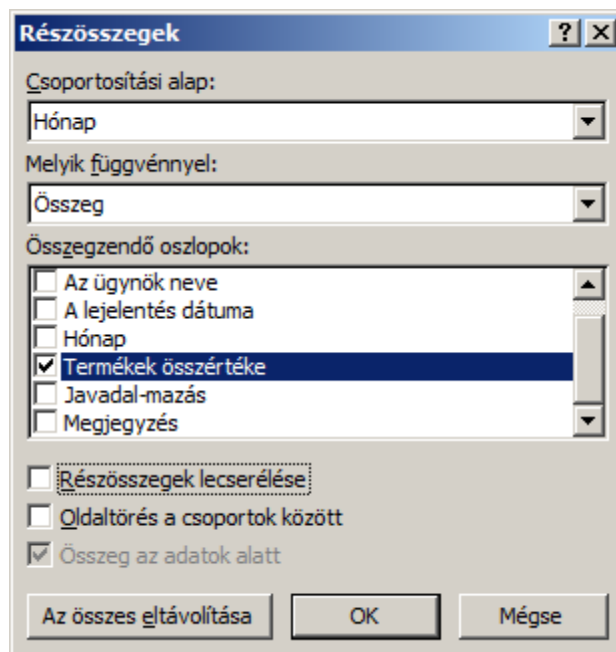 Részösszegek
Csoportosítási alap:
Hónap
Melyik függvénnyel:
Összeg
Összegzendő oszlopok:
Az ügynök neve
A lejelentés dátuma
Hónap
Termékek összértéke
Javadal-mazás
Megjegyzés
Részösszegek lecserélése
Oldaltörés a csoportok között
Összeg az adatok alatt
Az összes eltávolítása OK Mégse